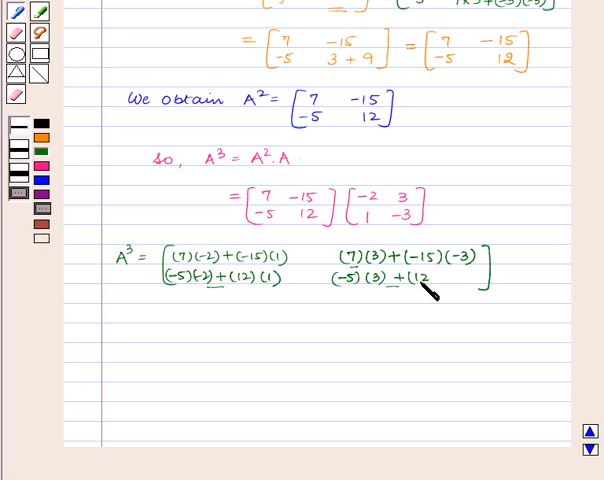 = [ 7 -15 = [ 7 -15
-5 3 + 9 ] -5 12 ]
We obtain A² = [ 7 -15
-5 12 ]
So, A³ = A². A
= [ 7 -15 [ -2 3
-5 12 ] 1 -3 ]
A³ = [ (7)(-2)+(-15)(1) (7)(3)+(-15)(-3)
(-5)(-2)+(12)(1) (-5)(3)+(12 ]